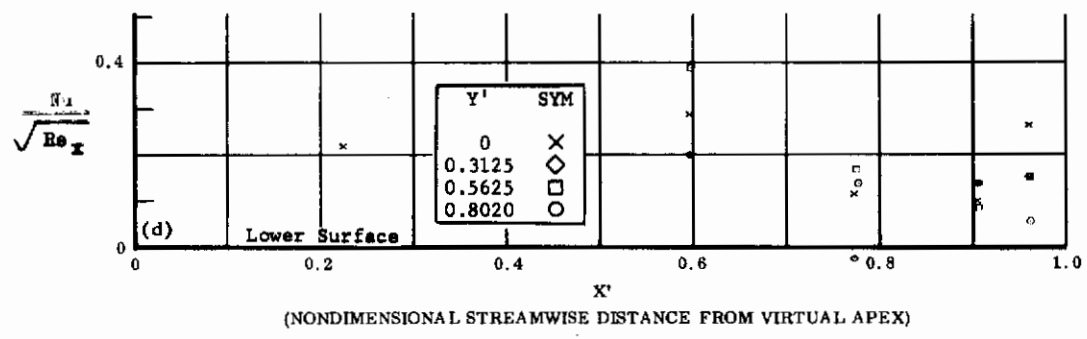 0.4
Nu
√Re x
0
(d)
Lower Surface
Y' SYM
0 ×
0.3125 ◇
0.5625 □
0.8020 ○
0 0.2 0.4 0.6 0.8 1.0
X'
(NONDIMENSIONAL STREAMWISE DISTANCE FROM VIRTUAL APEX)